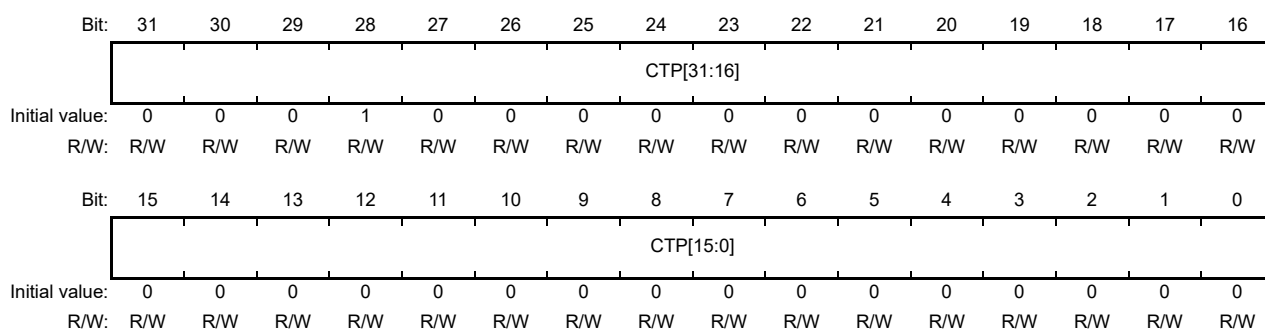 Bit: 31 30 29 28 27 26 25 24 23 22 21 20 19 18 17 16
CTP[31:16]
Initial value: 0 0 0 1 0 0 0 0 0 0 0 0 0 0 0 0
R/W: R/W R/W R/W R/W R/W R/W R/W R/W R/W R/W R/W R/W R/W R/W R/W R/W
Bit: 15 14 13 12 11 10 9 8 7 6 5 4 3 2 1 0
CTP[15:0]
Initial value: 0 0 0 0 0 0 0 0 0 0 0 0 0 0 0 0
R/W: R/W R/W R/W R/W R/W R/W R/W R/W R/W R/W R/W R/W R/W R/W R/W R/W